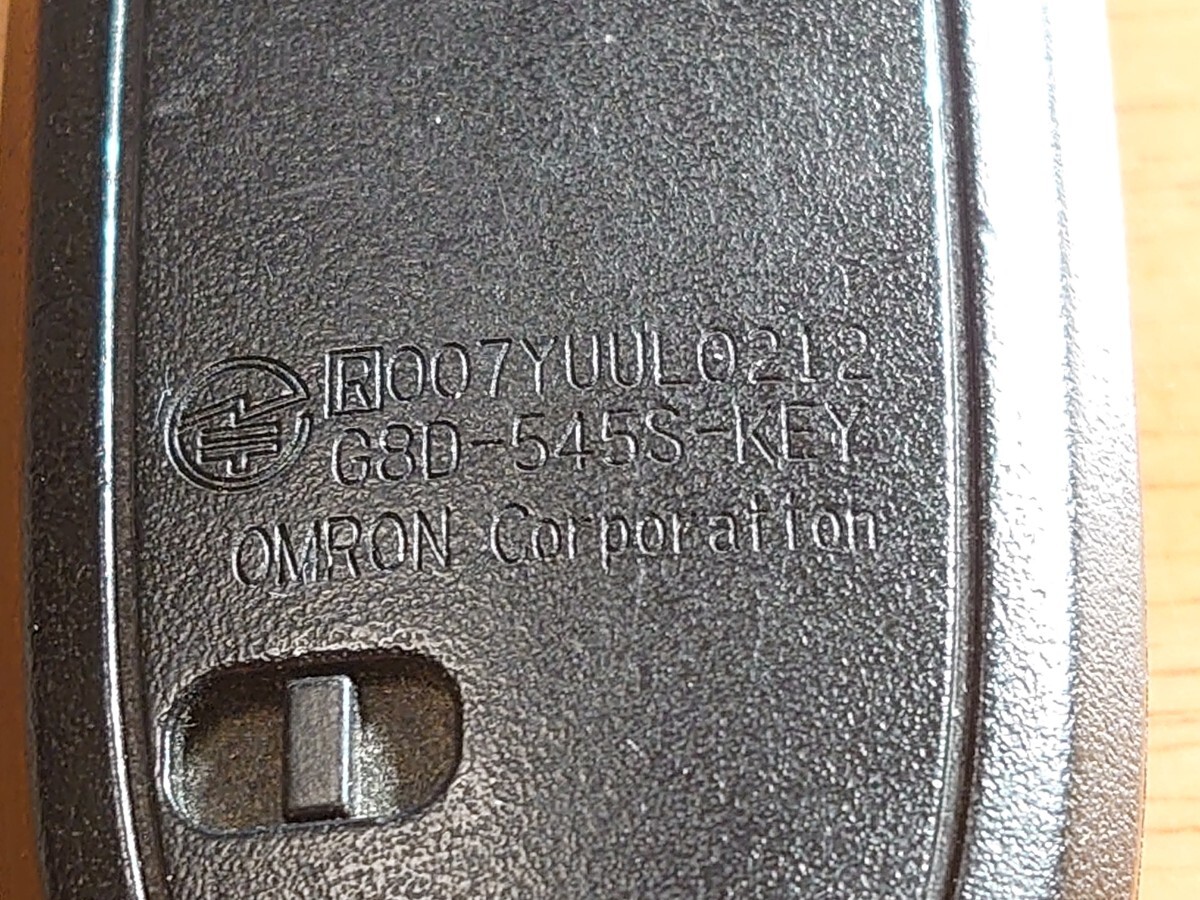 R007YUUL0212
G8D-545S-KEY
OMRON Corporation